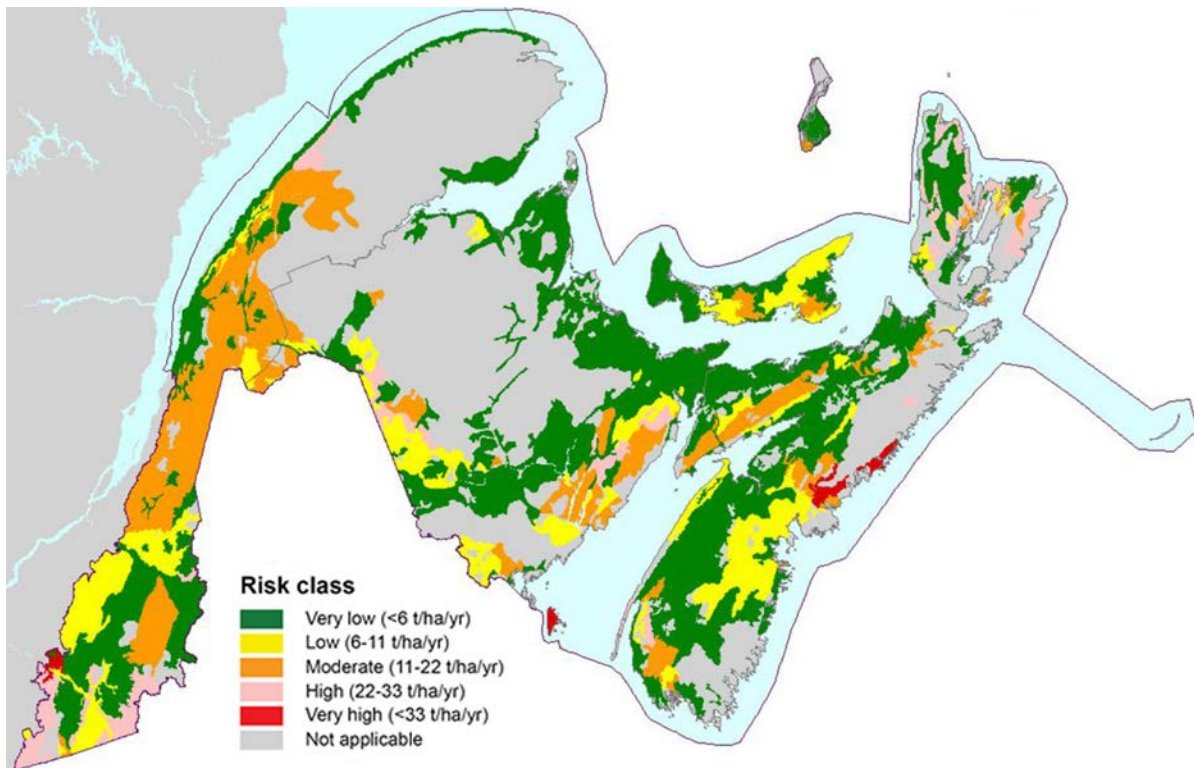 Risk class
Very low (<6 t/ha/yr)
Low (6-11 t/ha/yr)
Moderate (11-22 t/ha/yr)
High (22-33 t/ha/yr)
Very high (<33 t/ha/yr)
Not applicable